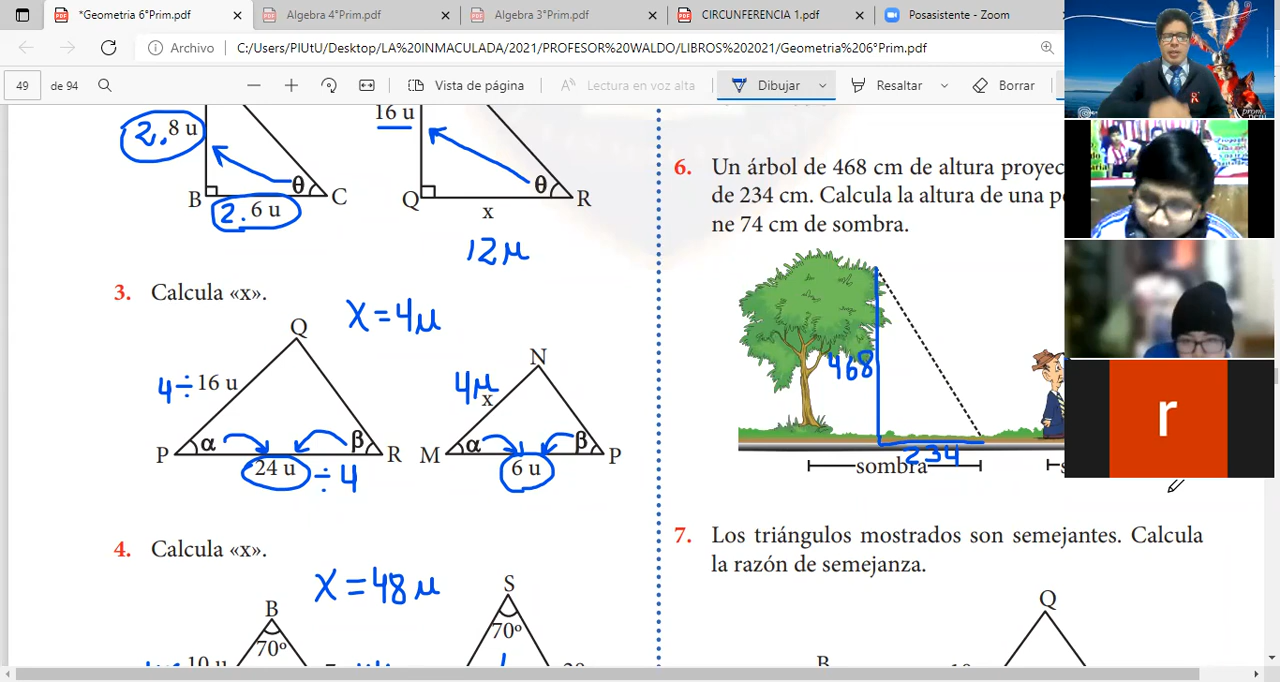 *Geometria 6°Prim.pdf
Algebra 4°Prim.pdf
Algebra 3°Prim.pdf
CIRCUNFERENCIA 1.pdf
Posasistente - Zoom
Archivo
C:/Users/PIUtU/Desktop/LA%20INMACULADA/2021/PROFESOR%20WALDO/LIBROS%202021/Geometria%206°Prim.pdf
49 de 94
Vista de página
Lectura en voz alta
Dibujar
Resaltar
Borrar
2. 8 u
B
2. 6 u
θ
C
16 u
Q
x
θ
R
12 u
3. Calcula «x».
x = 4 u
Q
4 ÷ 16 u
P
α
β
R
24 u
÷ 4
N
4 u
x
M
α
β
P
6 u
4. Calcula «x».
x = 48 u
B
70º
10 u
S
70º
6. Un árbol de 468 cm de altura proyec
de 234 cm. Calcula la altura de una p
ne 74 cm de sombra.
468
234
sombra
7. Los triángulos mostrados son semejantes. Calcula
la razón de semejanza.
Q
B
r